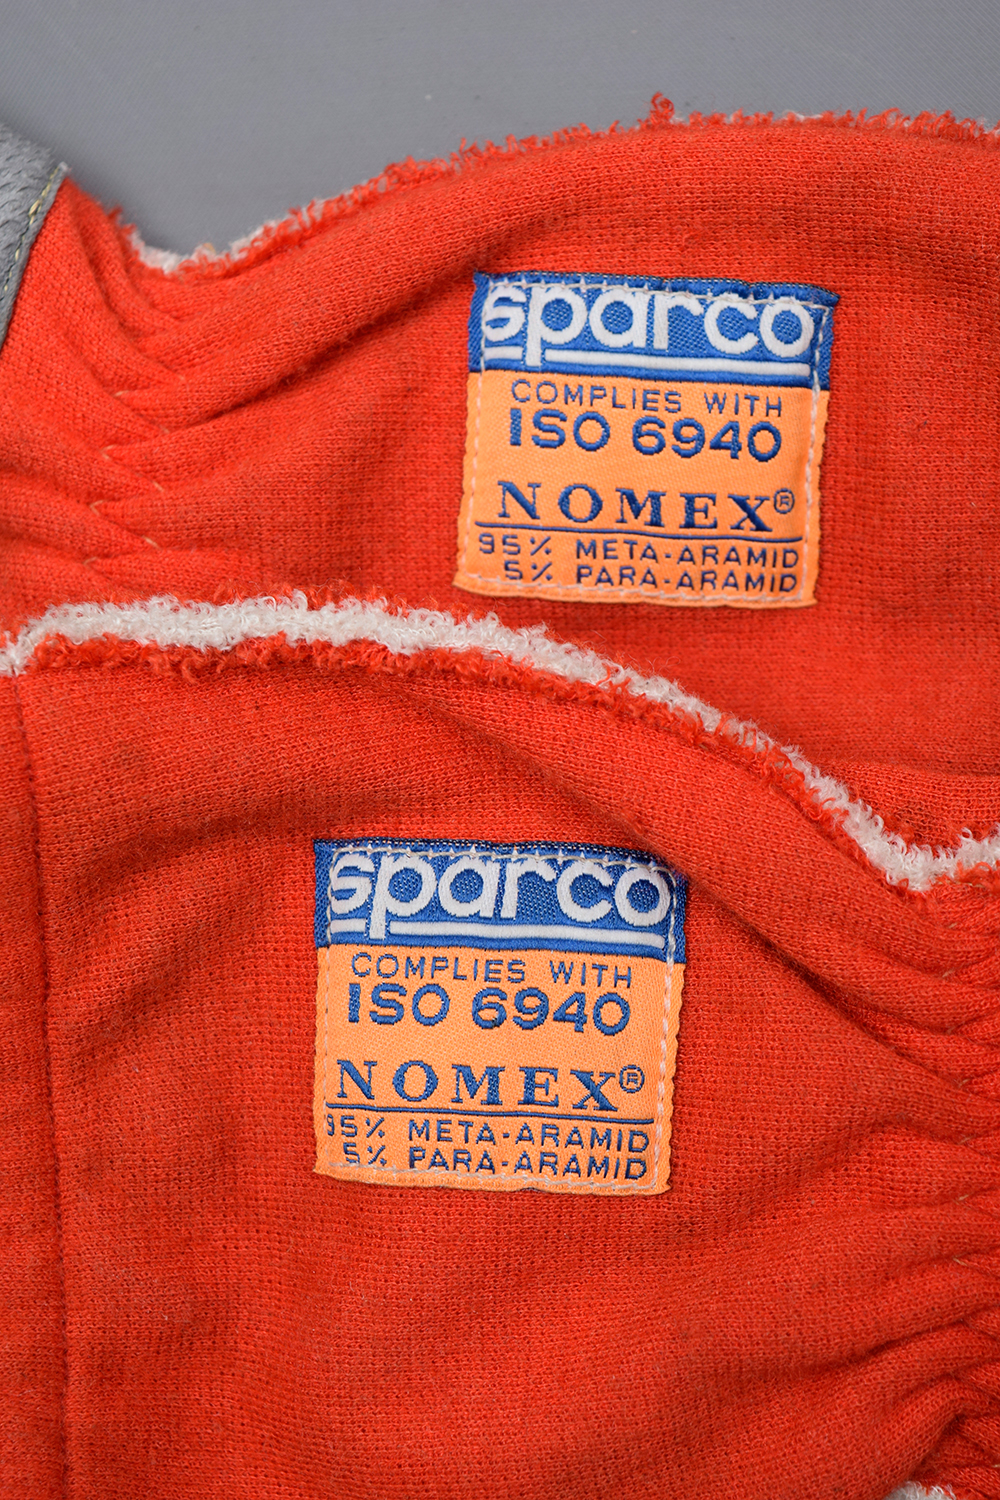 sparco
COMPLIES WITH
ISO 6940
NOMEX®
95% META-ARAMID
5% PARA-ARAMID
sparco
COMPLIES WITH
ISO 6940
NOMEX®
95% META-ARAMID
5% PARA-ARAMID